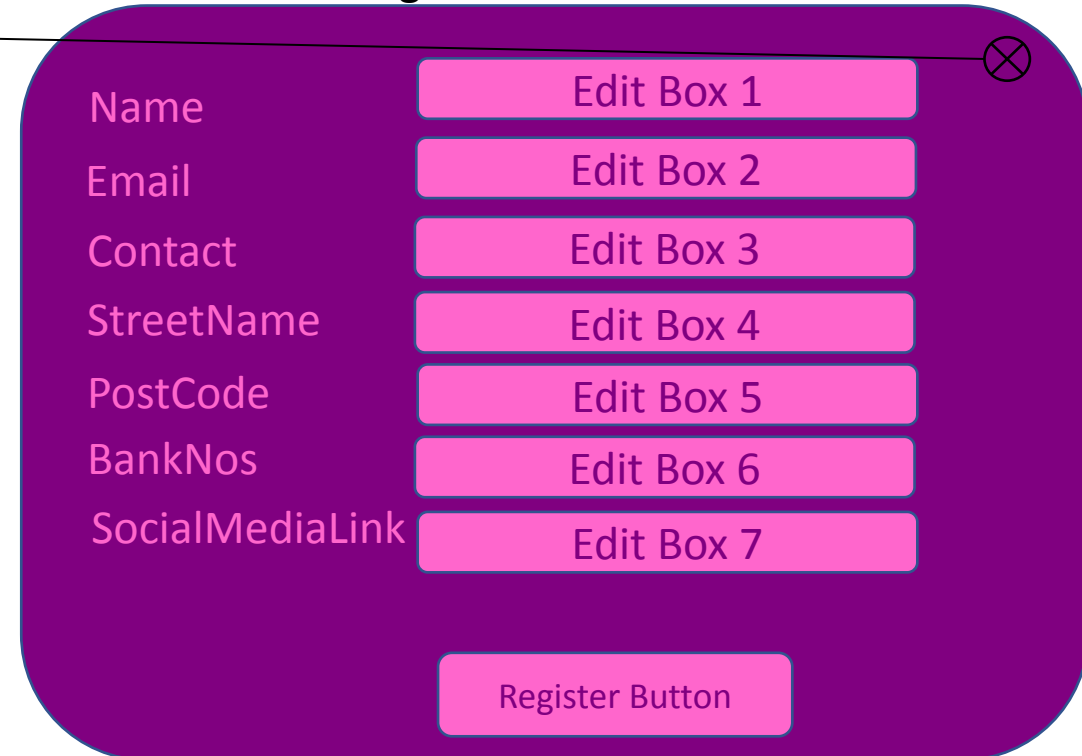 Name
Edit Box 1
Email
Edit Box 2
Contact
Edit Box 3
StreetName
Edit Box 4
PostCode
Edit Box 5
BankNos
Edit Box 6
SocialMediaLink
Edit Box 7
Register Button